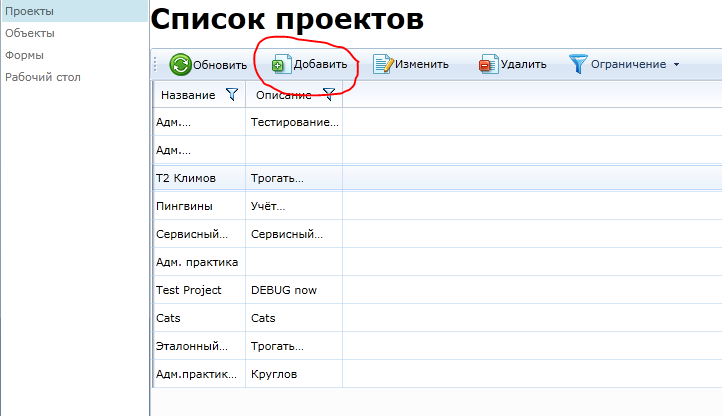 Проекты
Объекты
Формы
Рабочий стол
Список проектов
Обновить Добавить Изменить Удалить Ограничение
Название Описание
Адм.... Тестирование...
Адм....
Т2 Климов Трогать...
Пингвины Учёт...
Сервисный... Сервисный...
Адм. практика
Test Project DEBUG now
Cats Cats
Эталонный... Трогать...
Адм.практик... Круглов